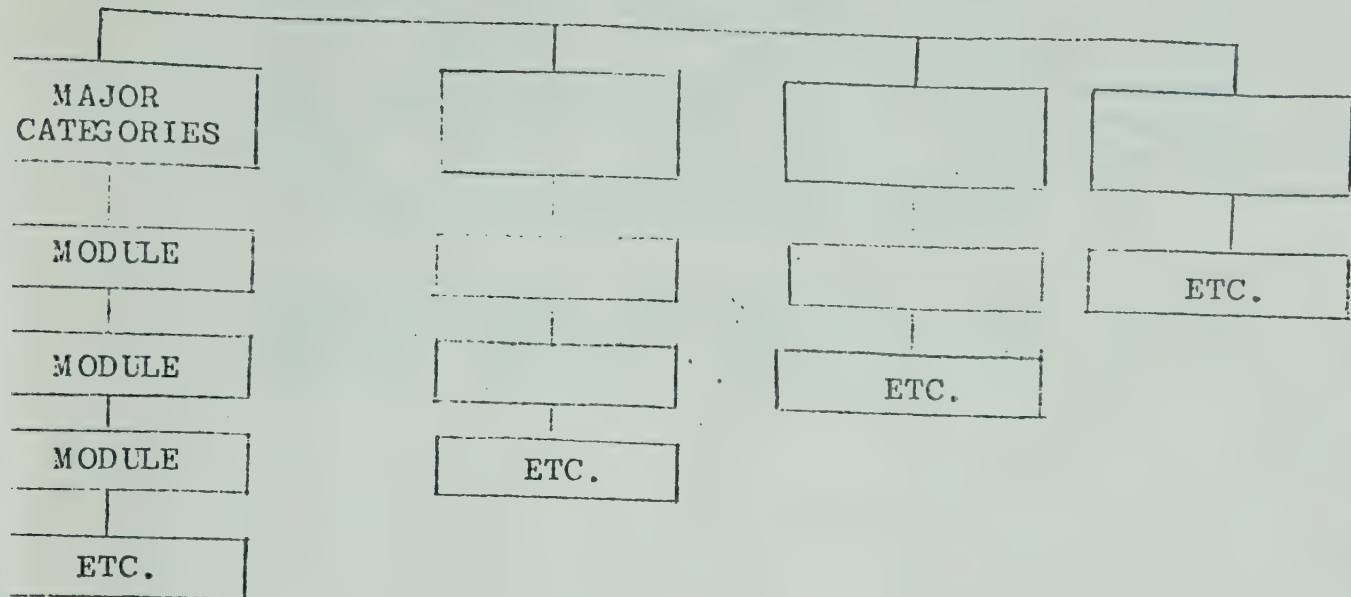 MAJOR
CATEGORIES
MODULE
MODULE
MODULE
ETC.
ETC.
ETC.
ETC.